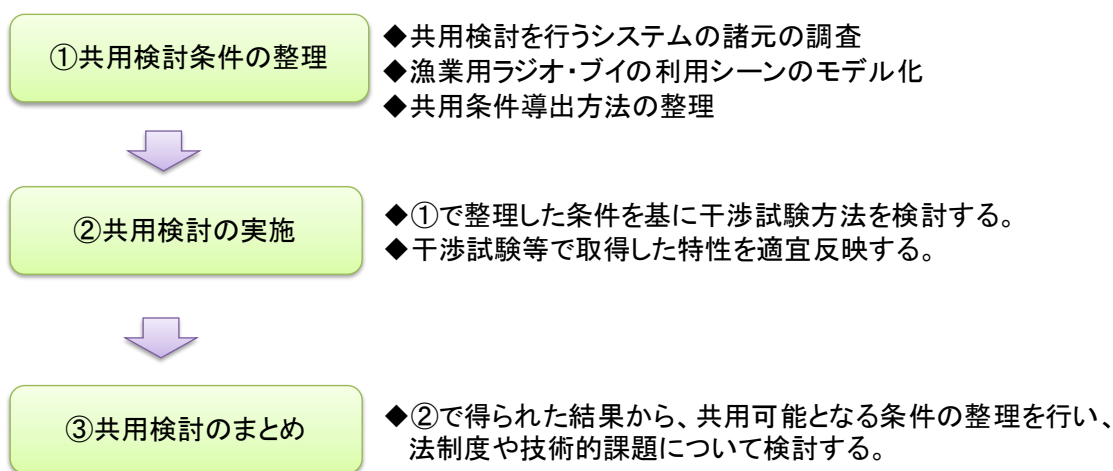 ①共用検討条件の整理
◆共用検討を行うシステムの諸元の調査
◆漁業用ラジオ・ブイの利用シーンのモデル化
◆共用条件導出方法の整理
②共用検討の実施
◆①で整理した条件を基に干渉試験方法を検討する。
◆干渉試験等で取得した特性を適宜反映する。
③共用検討のまとめ
◆②で得られた結果から、共用可能となる条件の整理を行い、
法制度や技術的課題について検討する。